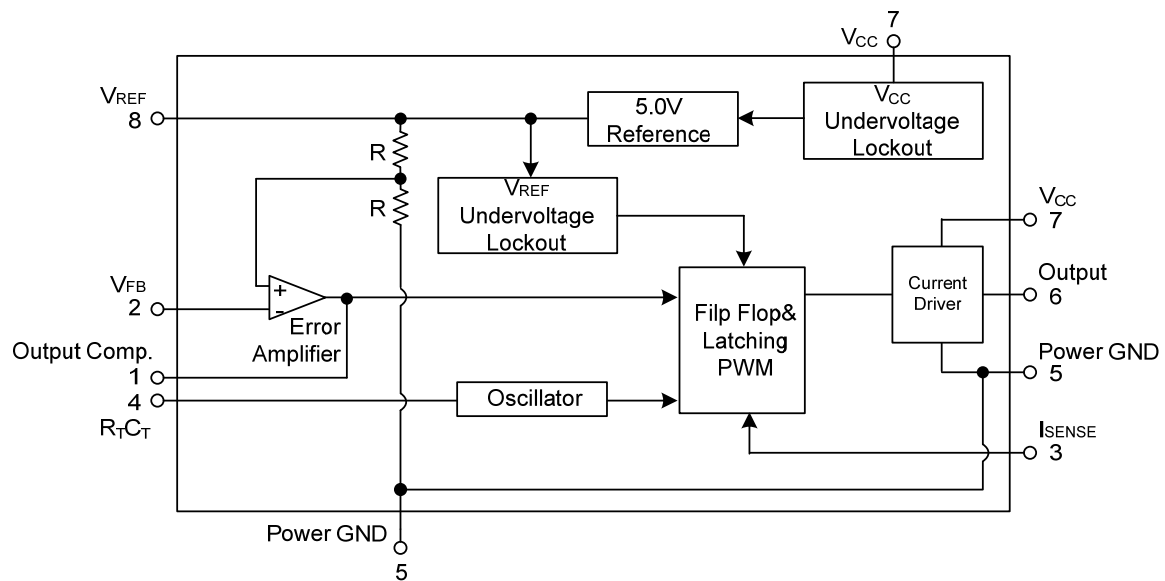 7
VCC
VREF
8
5.0V
Reference
VCC
Undervoltage
Lockout
R
R
VREF
Undervoltage
Lockout
VCC
7
VFB
2
+
-
Error
Amplifier
Filp Flop&
Latching
PWM
Current
Driver
Output
6
Output Comp.
1
Power GND
5
4
RTCT
Oscillator
ISENSE
3
Power GND
5